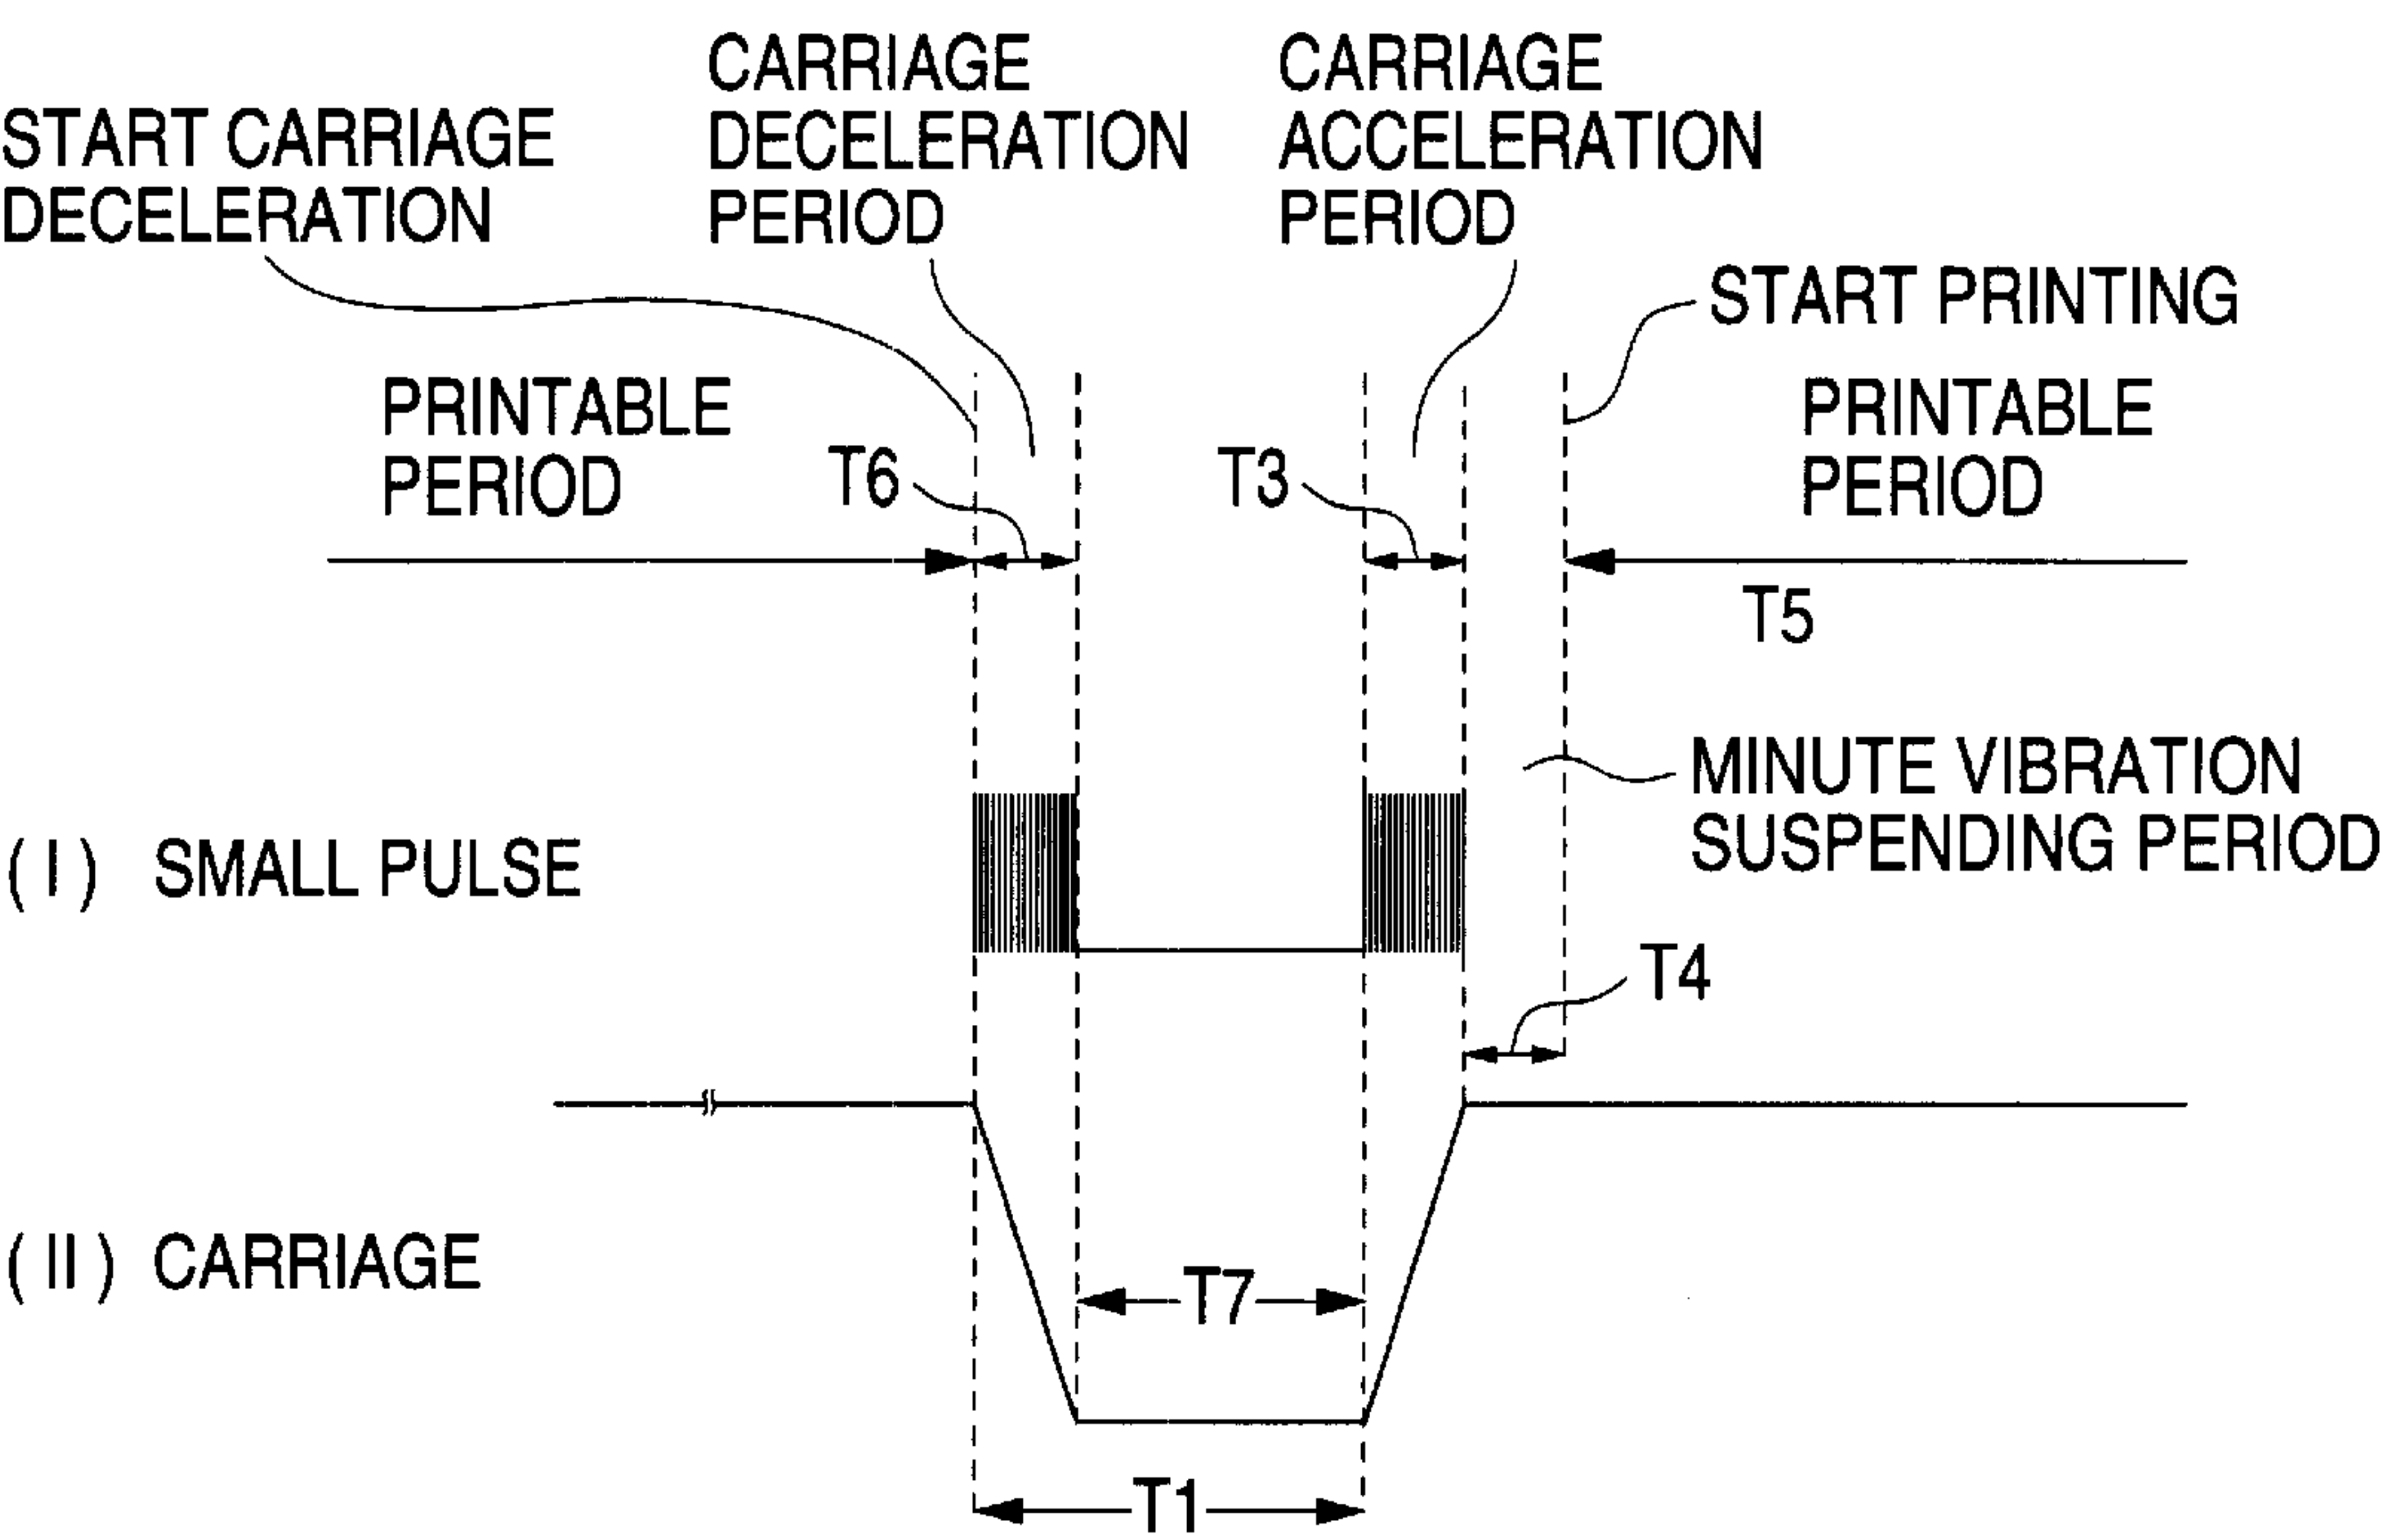 CARRIAGE
DECELERATION
PERIOD
CARRIAGE
ACCELERATION
PERIOD
START CARRIAGE
DECELERATION
START PRINTING
PRINTABLE
PERIOD
T6
T3
PRINTABLE
PERIOD
T5
MINUTE VIBRATION
SUSPENDING PERIOD
( I ) SMALL PULSE
T4
( II ) CARRIAGE
T7
T1